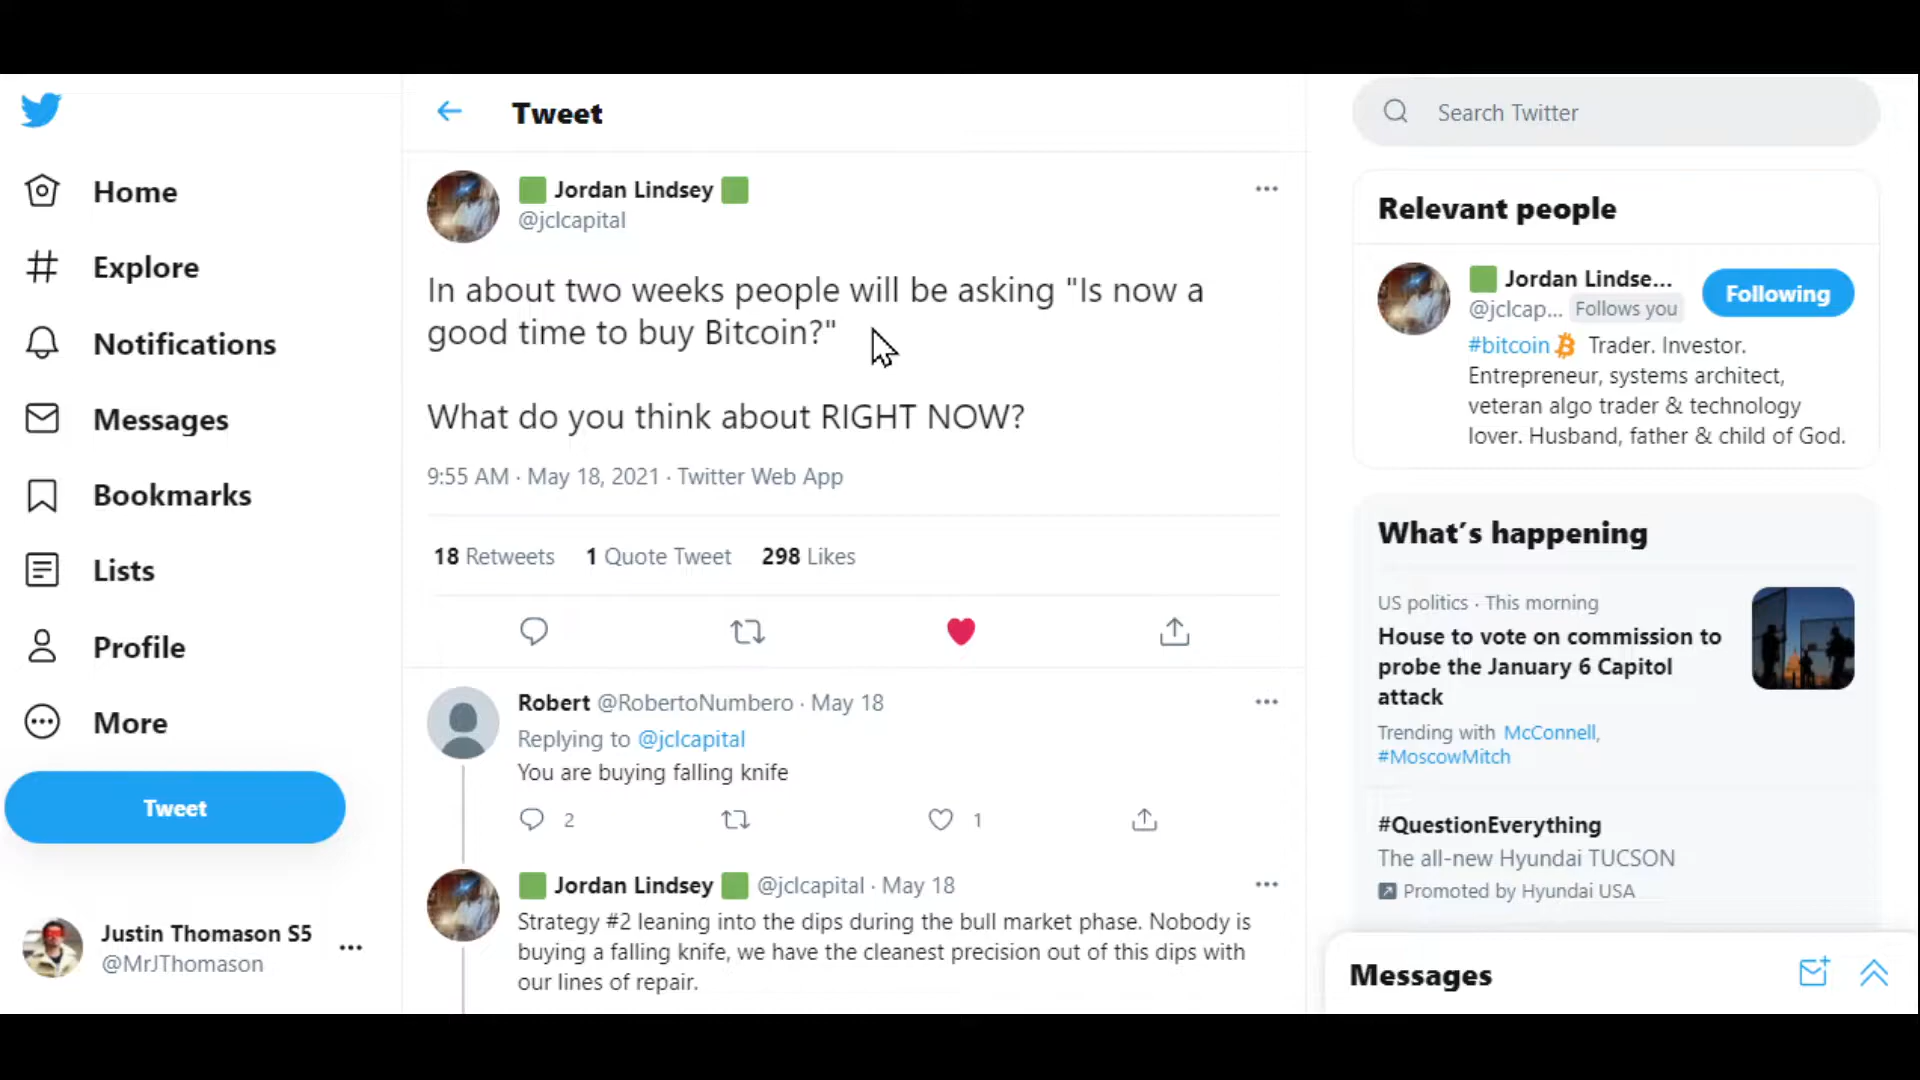 Home
Explore
Notifications
Messages
Bookmarks
Lists
Profile
More
Tweet
Justin Thomason S5
@MrJThomason
Tweet
Jordan Lindsey
@jclcapital
In about two weeks people will be asking "Is now a
good time to buy Bitcoin?"
What do you think about RIGHT NOW?
9:55 AM · May 18, 2021 · Twitter Web App
18 Retweets 1 Quote Tweet 298 Likes
Robert @RobertoNumbero · May 18
Replying to @jclcapital
You are buying falling knife
2 1
Jordan Lindsey @jclcapital · May 18
Strategy #2 leaning into the dips during the bull market phase. Nobody is
buying a falling knife, we have the cleanest precision out of this dips with
our lines of repair.
Search Twitter
Relevant people
Jordan Lindse...
@jclcap... Follows you
Following
#bitcoin Trader. Investor.
Entrepreneur, systems architect,
veteran algo trader & technology
lover. Husband, father & child of God.
What's happening
US politics · This morning
House to vote on commission to
probe the January 6 Capitol
attack
Trending with McConnell,
#MoscowMitch
#QuestionEverything
The all-new Hyundai TUCSON
Promoted by Hyundai USA
Messages